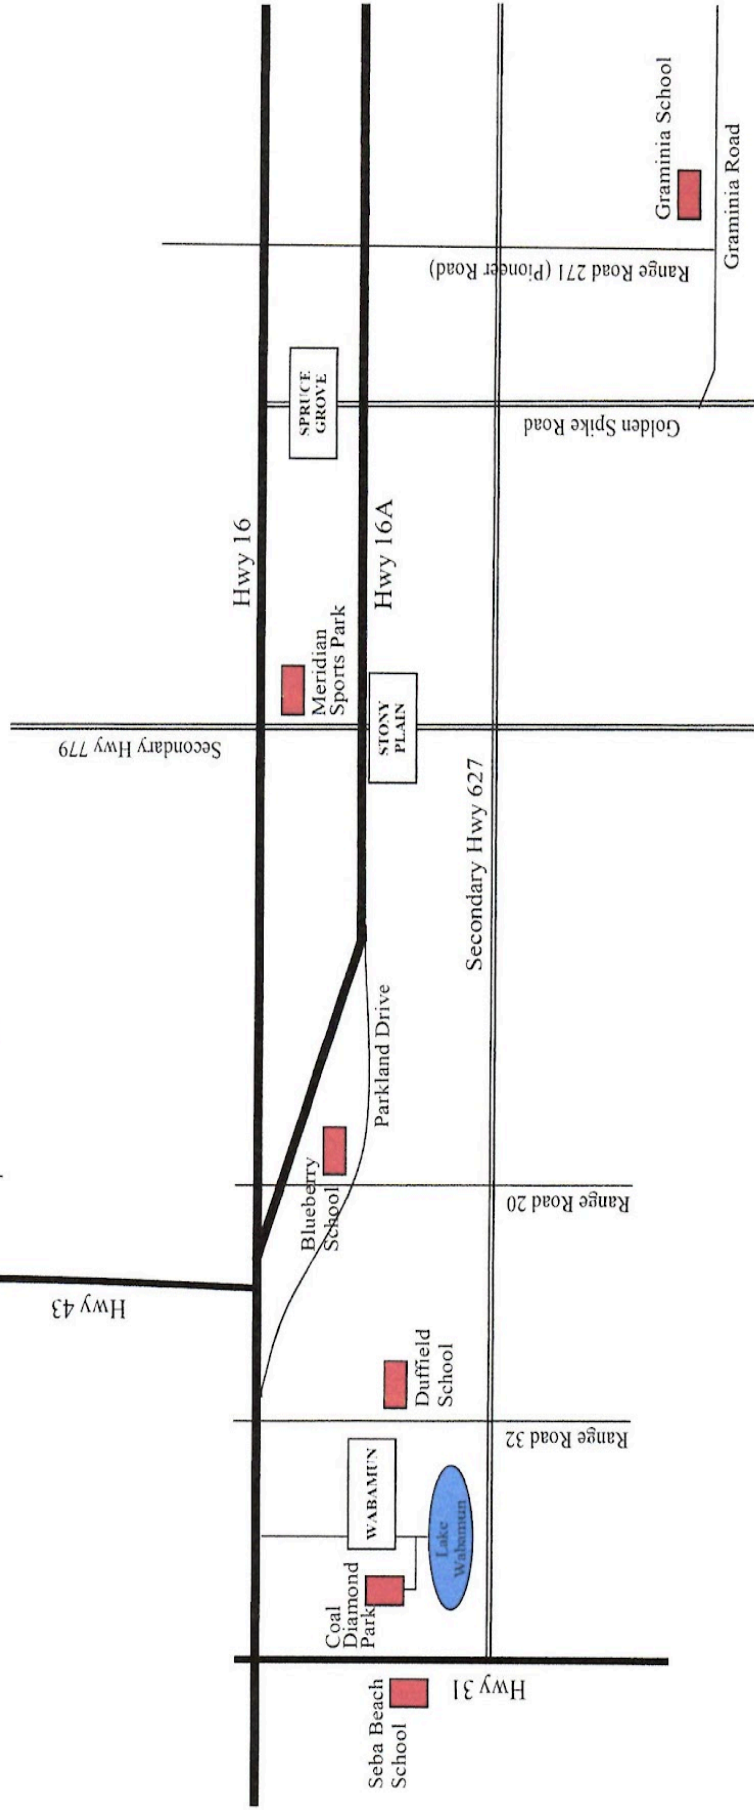 Hwy 43
Secondary Hwy 779
Hwy 16
SPRUCE
GROVE
Meridian
Sports Park
Hwy 16A
STONY
PLAIN
Blueberry
School
Parkland Drive
Coal
Diamond
Park
WABAMUN
Lake
Wabamun
Duffield
School
Seba Beach
School
Hwy 31
Secondary Hwy 627
Range Road 32
Range Road 20
Golden Spike Road
Range Road 271 (Pioneer Road)
Graminia School
Graminia Road